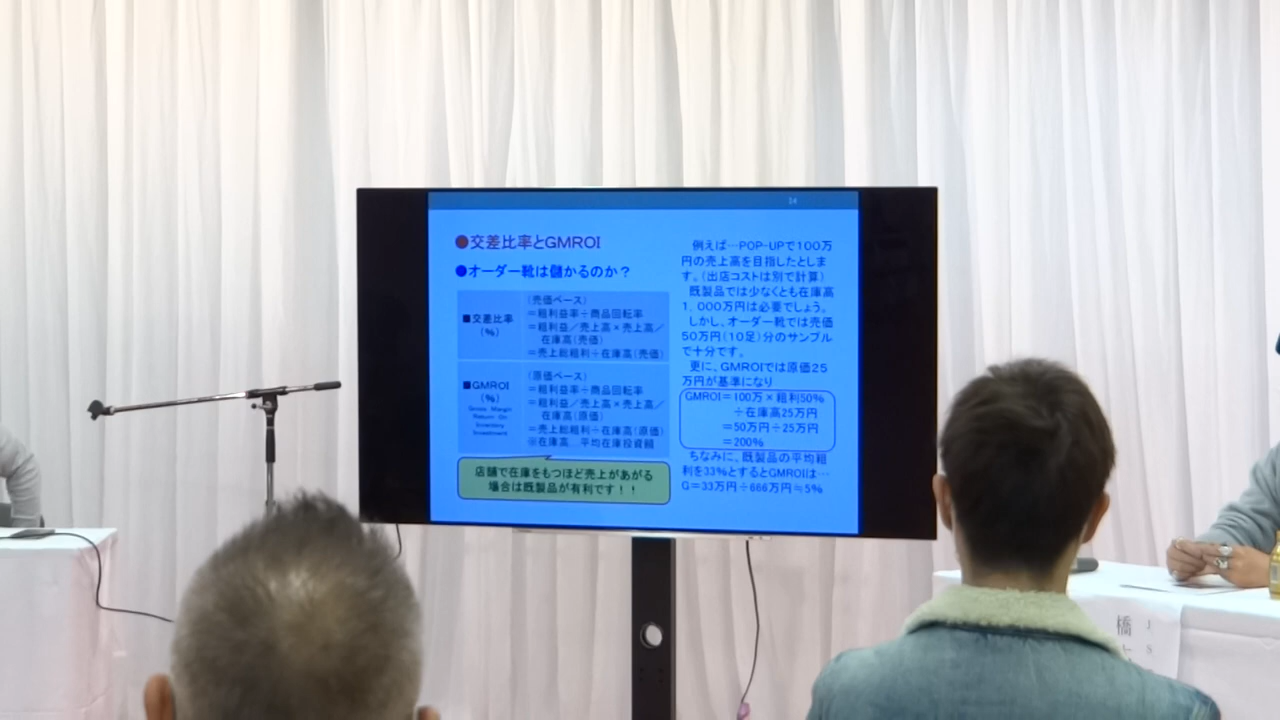 14
●交差比率とGMROI
●オーダー靴は儲かるのか？
■交差比率
（％）
（売価ベース）
＝粗利益率÷商品回転率
＝粗利益／売上高×売上高／
在庫高（売価）
＝売上総粗利÷在庫高（売価）
■GMROI
（％）
Gross Margin
Return On
Inventory
Investment
（原価ベース）
＝粗利益率÷商品回転率
＝粗利益／売上高×売上高／
在庫高（原価）
＝売上総粗利÷在庫高（原価）
※在庫高…平均在庫投資額
店舗で在庫をもつほど売上があがる
場合は既製品が有利です！！
例えば…POP-UPで100万
円の売上高を目指したとしま
す。（出店コストは別で計算）
既製品では少なくとも在庫高
1，000万円は必要でしょう。
しかし、オーダー靴では売価
50万円（10足）分のサンプル
で十分です。
更に、GMROIでは原価25
万円が基準になり
GMROI＝100万×粗利50％
÷在庫高25万円
＝50万円÷25万円
＝200％
ちなみに、既製品の平均粗
利を33％とするとGMROIは…
G＝33万円÷666万円≒5％
橋
J S